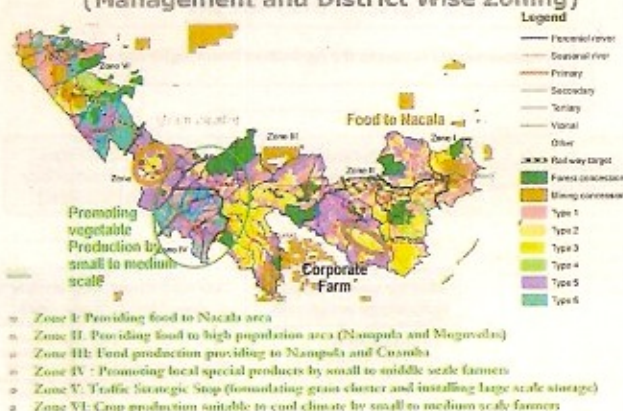 (Management and District Wise Zoning)
Legend
Perennial river
Seasonal river
Primary
Secondary
Tertiary
Vicinal
Other
Railway target
Forest concession
Mining concession
Type 1
Type 2
Type 3
Type 4
Type 5
Type 6
Zone VI
Food to Nacala
Zone III
Zone I
Zone II
Zone
Promoting
vegetable
Production by
small to medium
scale
Zone IV
Corporate
Farm
Zone I: Providing food to Nacala area
Zone II: Providing food to high population area (Nampula and Mogovolas)
Zone III: Food production providing to Nampula and Cuamba
Zone IV : Promoting local special products by small to middle scale farmers
Zone V: Traffic Strategic Stop (formulating grain cluster and installing large scale storage)
Zone VI: Crop production suitable to cool climate by small to medium scale farmers